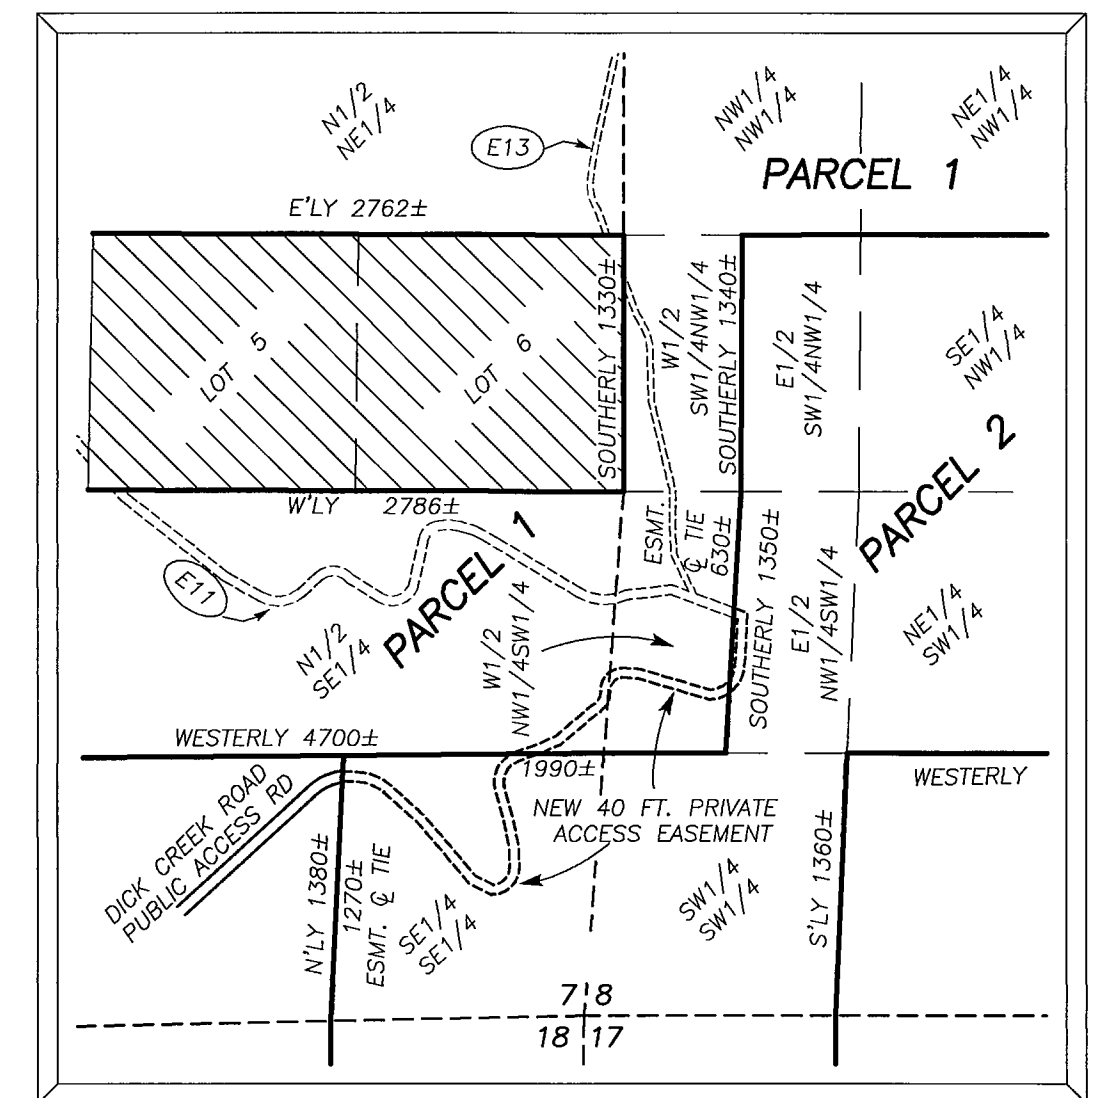 N1/2
NE1/4
E13
NW1/4
NW1/4
NE1/4
NW1/4
PARCEL 1
E'LY 2762±
LOT 5
LOT 6
SOUTHERLY 1330±
W1/2
SW1/4NW1/4
SOUTHERLY 1340±
E1/2
SW1/4NW1/4
SE1/4
NW1/4
PARCEL 2
W'LY 2786±
PARCEL 1
E11
N1/2
SE1/4
W1/2
NW1/4SW1/4
ESMT.
℄ TIE
630±
SOUTHERLY 1350±
E1/2
NW1/4SW1/4
NE1/4
SW1/4
WESTERLY 4700±
1990±
WESTERLY
NEW 40 FT. PRIVATE
ACCESS EASEMENT
DICK CREEK ROAD
PUBLIC ACCESS RD
N'LY 1380±
1270±
ESMT. ℄ TIE
SE1/4
SE1/4
SW1/4
SW1/4
S'LY 1360±
7 8
18 17